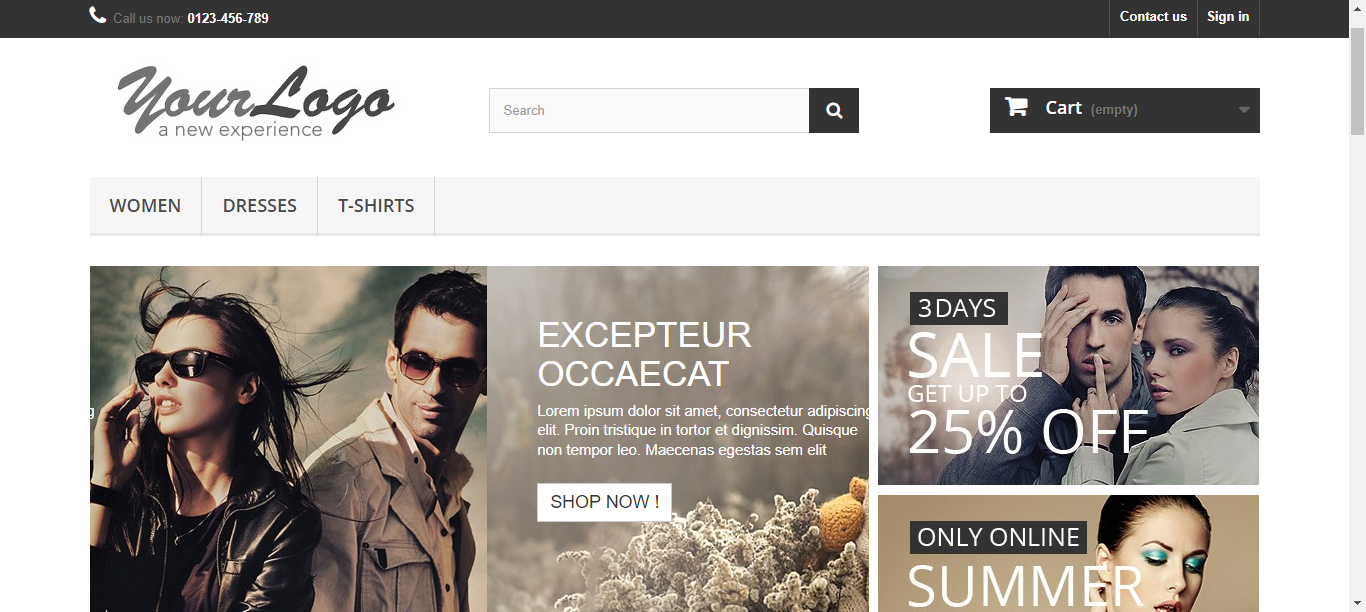 Call us now: 0123-456-789
Contact us
Sign in
YourLogo
a new experience
Search
Cart (empty)
WOMEN
DRESSES
T-SHIRTS
g
EXCEPTEUR
OCCAECAT
Lorem ipsum dolor sit amet, consectetur adipiscing
elit. Proin tristique in tortor et dignissim. Quisque
non tempor leo. Maecenas egestas sem elit
SHOP NOW !
3DAYS
SALE
GET UP TO
25% OFF
ONLY ONLINE
SUMMER